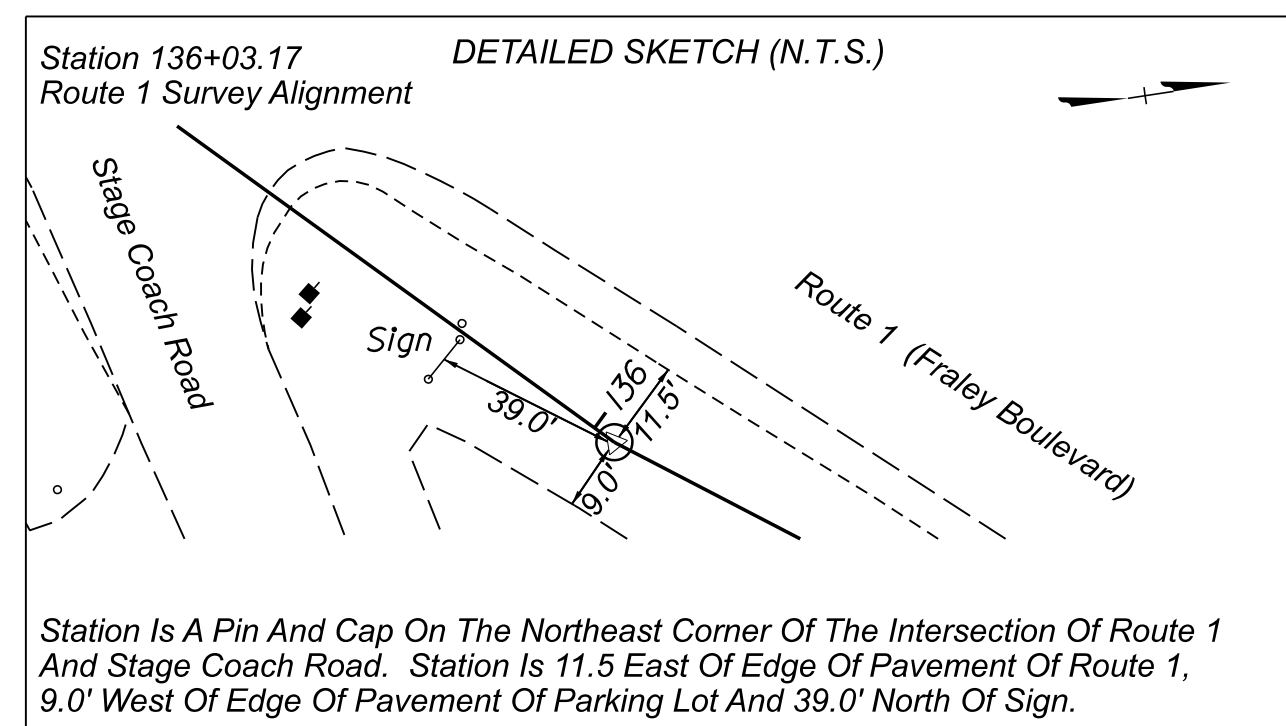 Station 136+03.17
Route 1 Survey Alignment
DETAILED SKETCH (N.T.S.)
Stage Coach Road
Sign
39.0'
136
11.5'
9.0'
Route 1 (Fraley Boulevard)
Station Is A Pin And Cap On The Northeast Corner Of The Intersection Of Route 1
And Stage Coach Road. Station Is 11.5 East Of Edge Of Pavement Of Route 1,
9.0' West Of Edge Of Pavement Of Parking Lot And 39.0' North Of Sign.